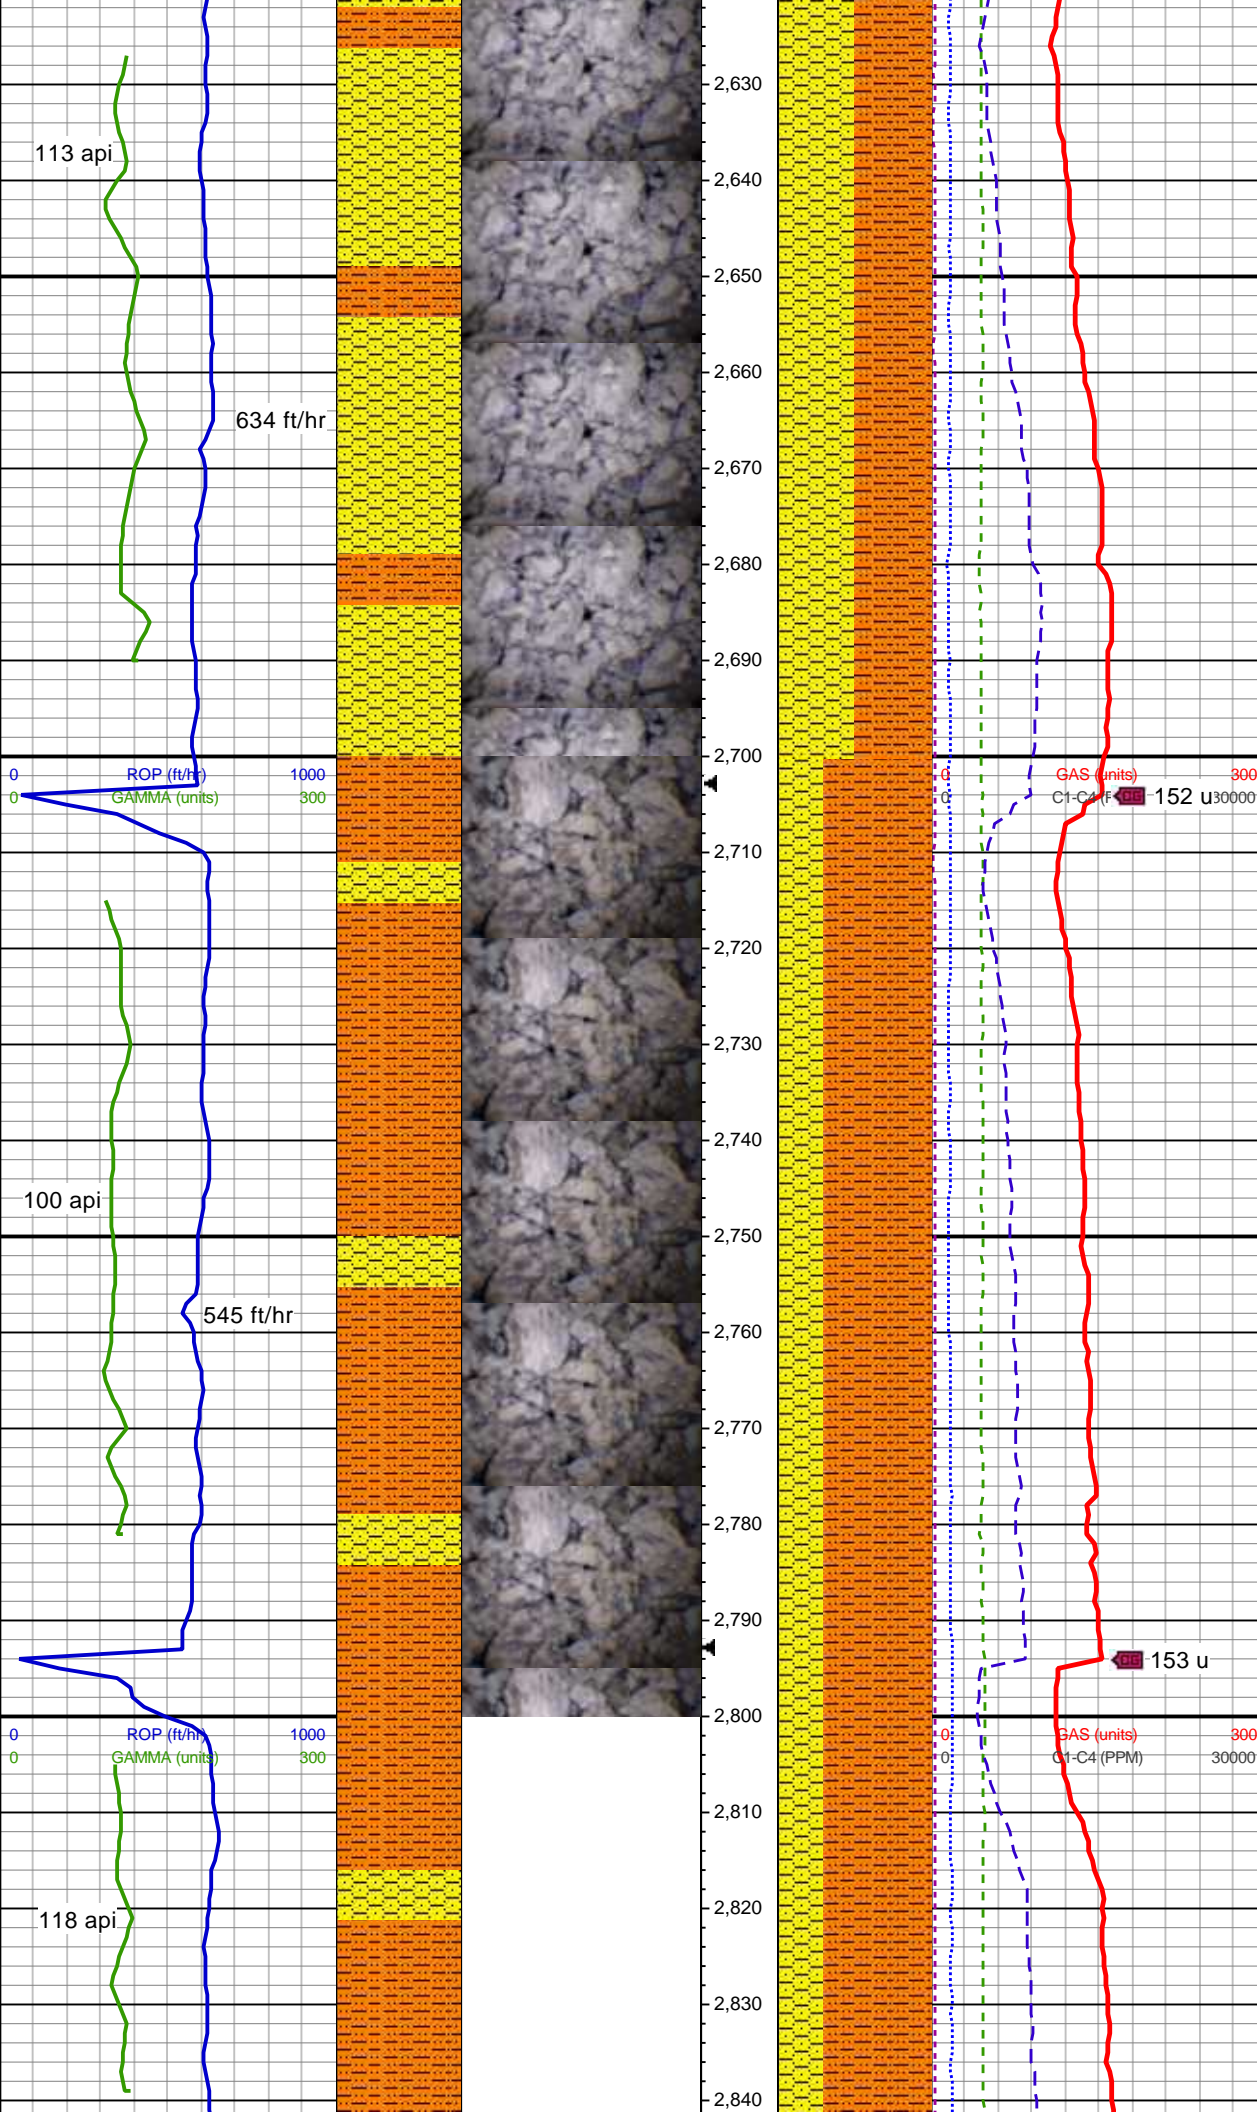 2,630
113 api
2,640
2,650
2,660
634 ft/hr
2,670
2,680
2,690
2,700
0 ROP (ft/hr) 1000
0 GAMMA (units) 300
0 GAS (units) 300
0 C1-C4 (P 30000
CG 152 u
2,710
2,720
2,730
2,740
100 api
2,750
545 ft/hr
2,760
2,770
2,780
2,790
CG 153 u
2,800
0 ROP (ft/hr) 1000
0 GAMMA (units) 300
0 GAS (units) 300
0 C1-C4 (PPM) 30000
2,810
118 api
2,820
2,830
2,840